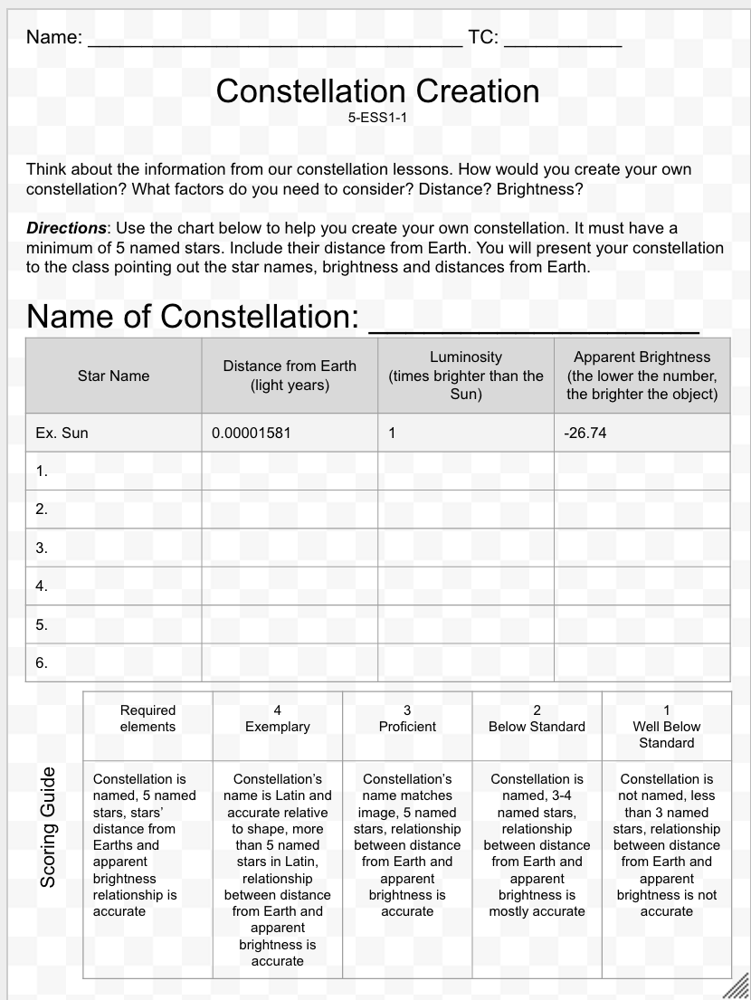 Name: ______________________________________ TC: ____________
Constellation Creation
5-ESS1-1
Think about the information from our constellation lessons. How would you create your own
constellation? What factors do you need to consider? Distance? Brightness?
Directions: Use the chart below to help you create your own constellation. It must have a
minimum of 5 named stars. Include their distance from Earth. You will present your constellation
to the class pointing out the star names, brightness and distances from Earth.
Name of Constellation: ____________________
Star Name
Distance from Earth
(light years)
Luminosity
(times brighter than the
Sun)
Apparent Brightness
(the lower the number,
the brighter the object)
Ex. Sun
0.00001581
1
-26.74
1.
2.
3.
4.
5.
6.
Scoring Guide
Required
elements
4
Exemplary
3
Proficient
2
Below Standard
1
Well Below
Standard
Constellation is
named, 5 named
stars, stars’
distance from
Earths and
apparent
brightness
relationship is
accurate
Constellation’s
name is Latin and
accurate relative
to shape, more
than 5 named
stars in Latin,
relationship
between distance
from Earth and
apparent
brightness is
accurate
Constellation’s
name matches
image, 5 named
stars, relationship
between distance
from Earth and
apparent
brightness is
accurate
Constellation is
named, 3-4
named stars,
relationship
between distance
from Earth and
apparent
brightness is
mostly accurate
Constellation is
not named, less
than 3 named
stars, relationship
between distance
from Earth and
apparent
brightness is not
accurate